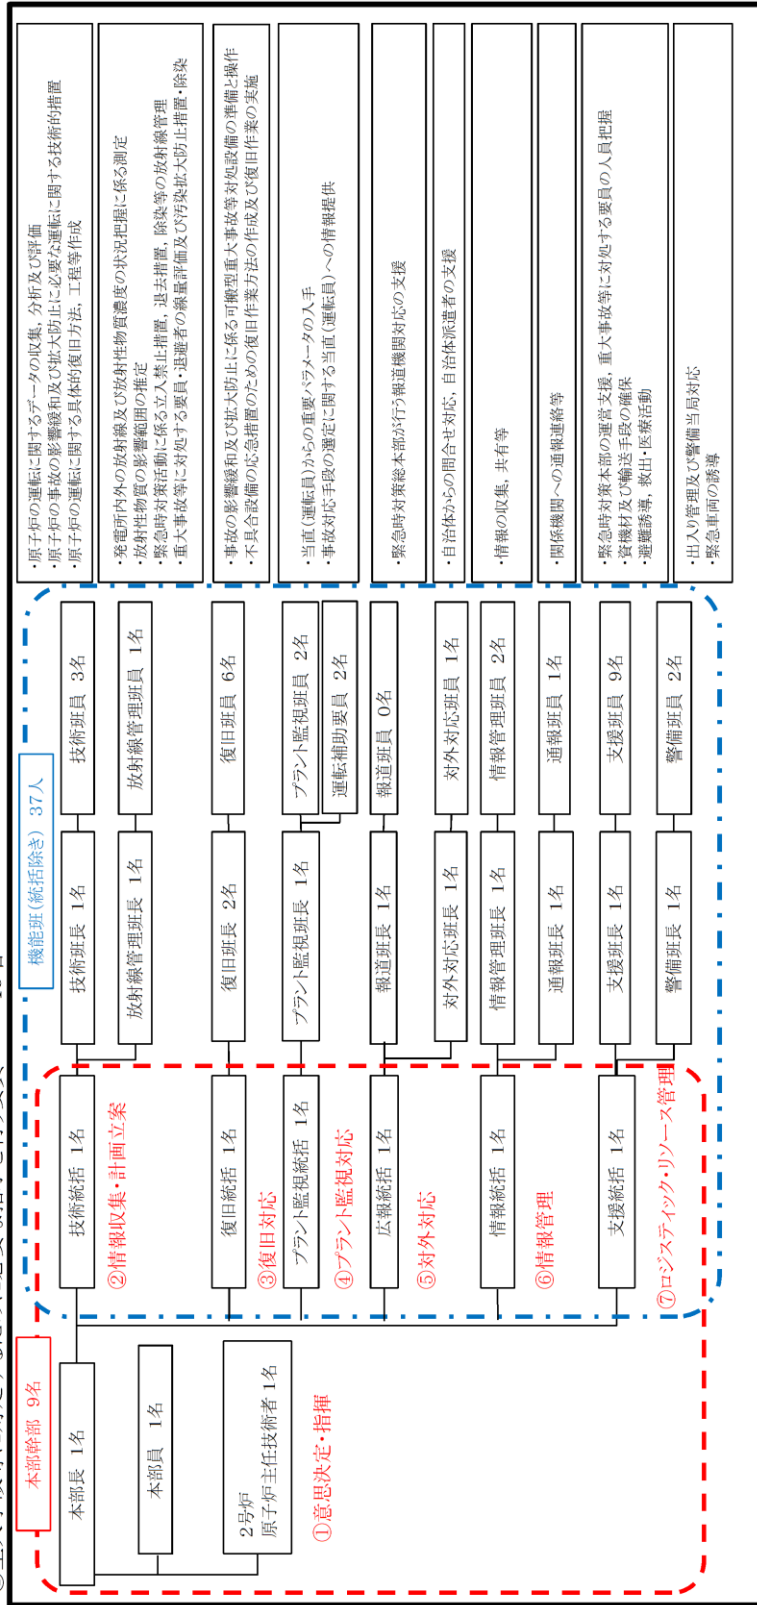 本部幹部 9名
本部長 1名
本部員 1名
2号炉
原子炉主任技術者 1名
①意思決定・指揮
機能班(統括除き) 37人
技術統括 1名
②情報収集・計画立案
技術班長 1名
技術班員 3名
・原子炉の運転に関するデータの収集, 分析及び評価
・原子炉の事故の影響緩和及び拡大防止に必要な運転に関する技術的措置
・原子炉の運転に関する具体的復旧方法, 工程等作成
放射線管理班長 1名
放射線管理班員 1名
・発電所内外の放射線及び放射性物質濃度の状況把握に係る測定
・放射性物質の影響範囲の推定
・緊急時対策活動に係る立入禁止措置, 退去措置, 除染等の放射線管理
・重大事故等に対処する要員・退避者の線量評価及び汚染拡大防止措置・除染
復旧統括 1名
③復旧対応
復旧班長 2名
復旧班員 6名
・事故の影響緩和及び拡大防止に係る可搬型重大事故等対処設備の準備と操作
・不具合設備の応急措置のための復旧作業方法の作成及び復旧作業の実施
プラント監視統括 1名
④プラント監視対応
プラント監視班長 1名
プラント監視班員 2名
運転補助要員 2名
・当直(運転員)からの重要パラメータの入手
・事故対応手段の選定に関する当直(運転員)への情報提供
広報統括 1名
⑤対外対応
報道班長 1名
報道班員 0名
・緊急時対策総本部が行う報道機関対応の支援
対外対応班長 1名
対外対応班員 1名
・自治体からの問合せ対応, 自治体派遣者の支援
情報統括 1名
⑥情報管理
情報管理班長 1名
情報管理班員 2名
・情報の収集, 共有等
通報班長 1名
通報班員 1名
・関係機関への通報連絡等
支援統括 1名
⑦ロジスティック・リソース管理
支援班長 1名
支援班員 9名
・緊急時対策本部の運営支援, 重大事故等に対処する要員の人員把握
・資機材及び輸送手段の確保
・避難誘導, 救出・医療活動
警備班長 1名
警備班員 2名
・出入り管理及び警備当局対応
・緊急車両の誘導